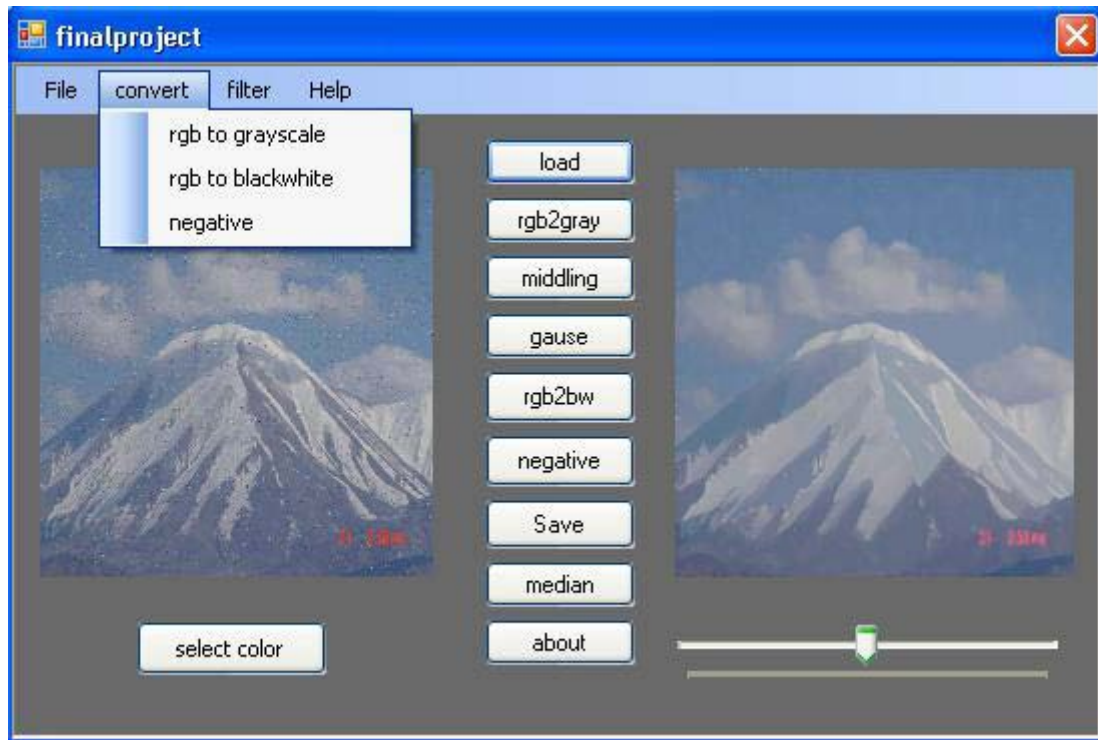 finalproject
File convert filter Help
rgb to grayscale
rgb to blackwhite
negative
load
rgb2gray
middling
gause
rgb2bw
negative
Save
median
about
select color